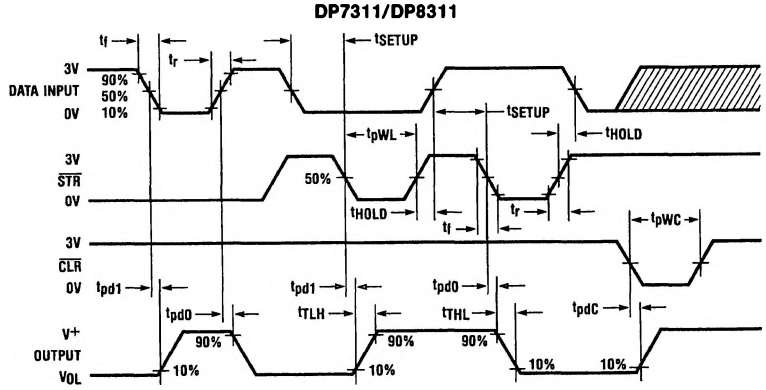 DP7311/DP8311
tf
tr
tSETUP
3V
90%
DATA INPUT
50%
0V
10%
tSETUP
tpWL
tHOLD
3V
STR
50%
0V
tHOLD
tf
tr
tpWC
3V
CLR
0V
tpd1
tpd0
tpd1
tTLH
tpd0
tTHL
tpdC
V+
OUTPUT
VOL
10%
90%
10%
90%
90%
10%
10%